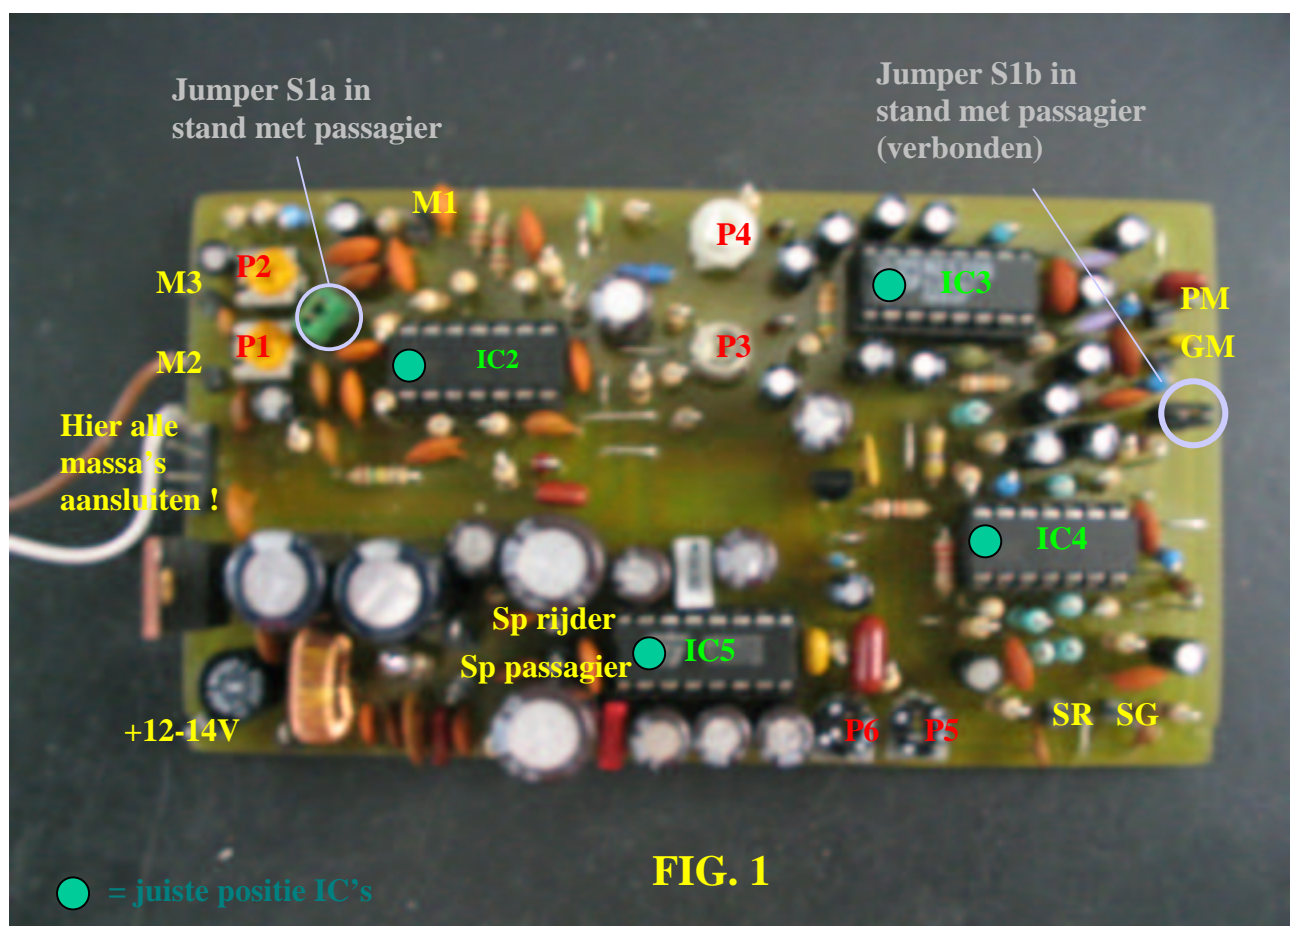 Jumper S1a in
stand met passagier
Jumper S1b in
stand met passagier
(verbonden)
M1
P4
P2
M3
IC3
PM
P1
M2
IC2
P3
GM
Hier alle
massa's
aansluiten !
IC4
Sp rijder
Sp passagier
IC5
+12-14V
P6
P5
SR
SG
FIG. 1
= juiste positie IC's